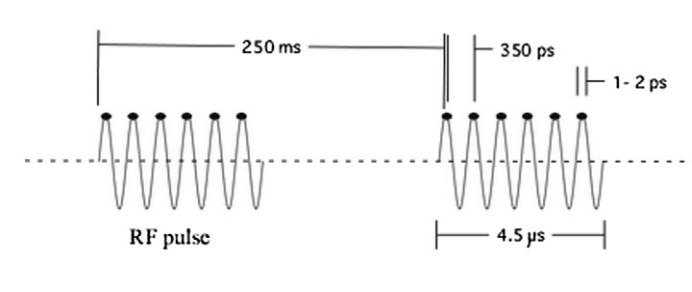 250 ms
350 ps
1- 2 ps
RF pulse
4.5 µs